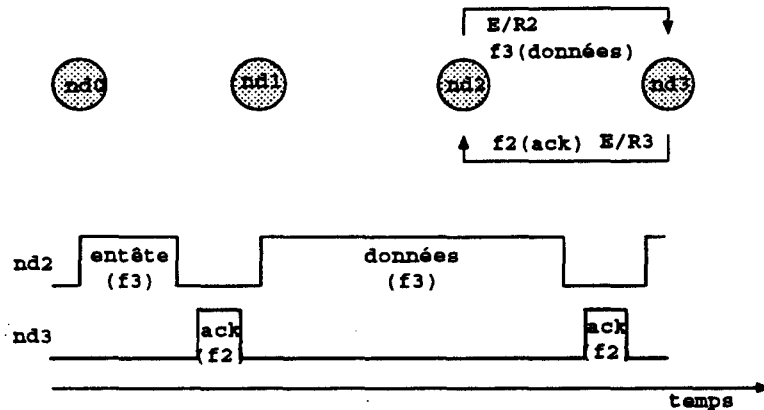 E/R2
f3(données)
nd0 nd1 nd2 nd3
f2(ack) E/R3
nd2 entête données
(f3) (f3)
nd3 ack ack
(f2) (f2
temps